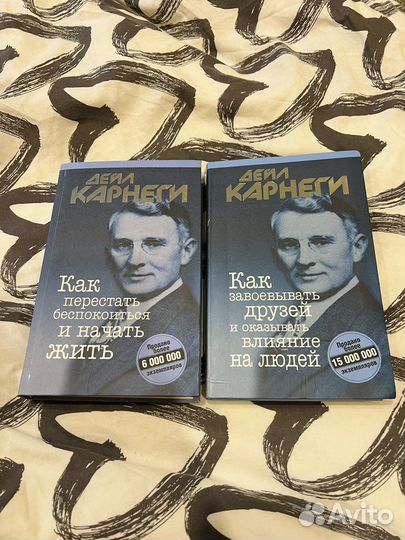 ДЕЙЛ
КАРНЕГИ
Как
перестать
беспокоиться
и начать
жить
Продано
более
6 000 000
экземпляров
ДЕЙЛ
КАРНЕГИ
Как
завоевывать
друзей
и оказывать
влияние
на людей
Продано
более
15 000 000
экземпляров
Avito